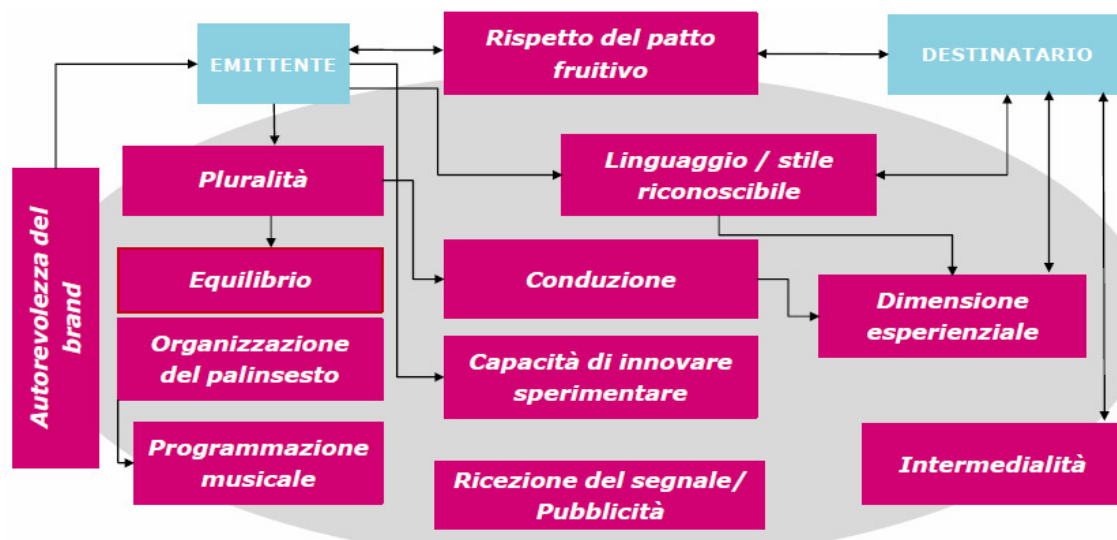 Rispetto del patto
fruitivo
EMITTENTE
DESTINATARIO
Pluralità
Linguaggio / stile
riconoscibile
Autorevolezza del
brand
Equilibrio
Conduzione
Dimensione
esperienziale
Organizzazione
del palinsesto
Capacità di innovare
sperimentare
Programmazione
musicale
Ricezione del segnale/
Pubblicità
Intermedialità